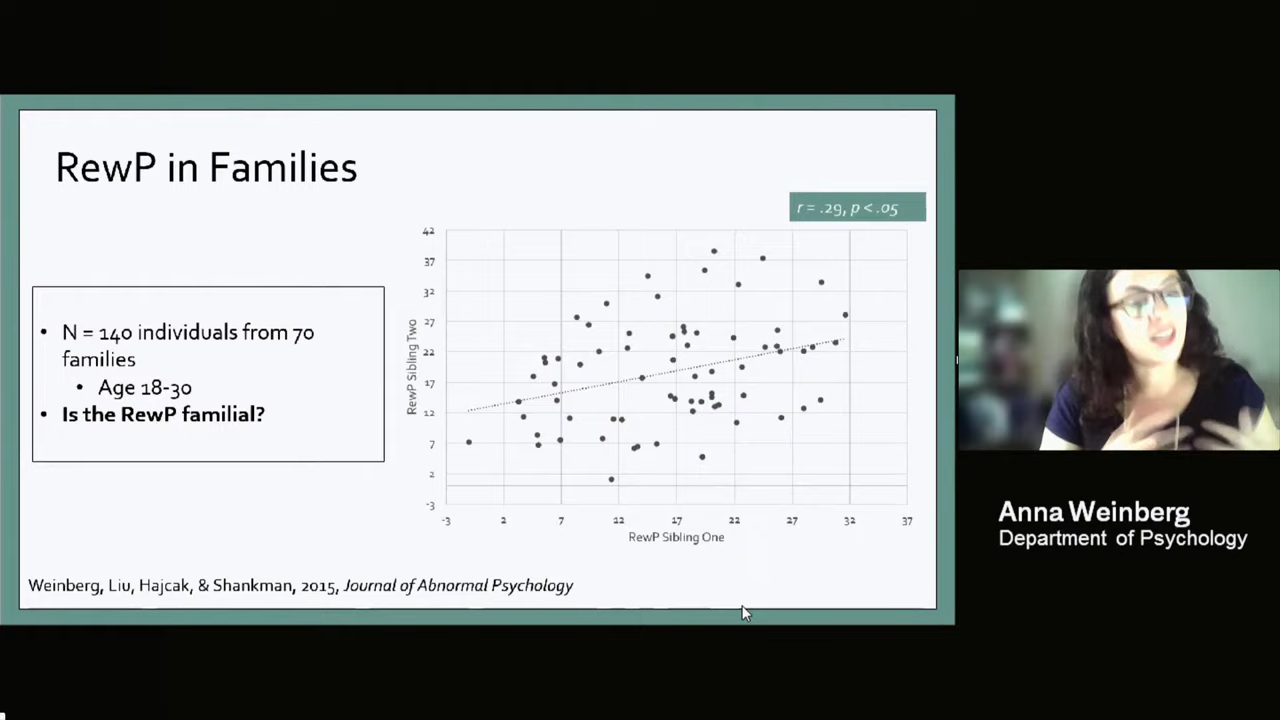 RewP in Families
r = .29, p < .05
• N = 140 individuals from 70
families
• Age 18-30
• Is the RewP familial?
RewP Sibling Two
42
37
32
27
22
17
12
7
2
-3
-3 2 7 12 17 22 27 32 37
RewP Sibling One
Weinberg, Liu, Hajcak, & Shankman, 2015, Journal of Abnormal Psychology
Anna Weinberg
Department of Psychology